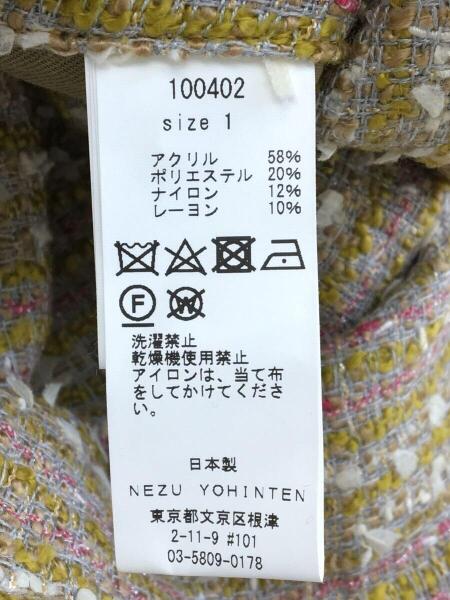 100402
size 1
アクリル 58%
ポリエステル 20%
ナイロン 12%
レーヨン 10%
F W
洗濯禁止
乾燥機使用禁止
アイロンは、当て布
をしてかけてくださ
い。
日本製
NEZU YOHINTEN
東京都文京区根津
2-11-9 #101
03-5809-0178